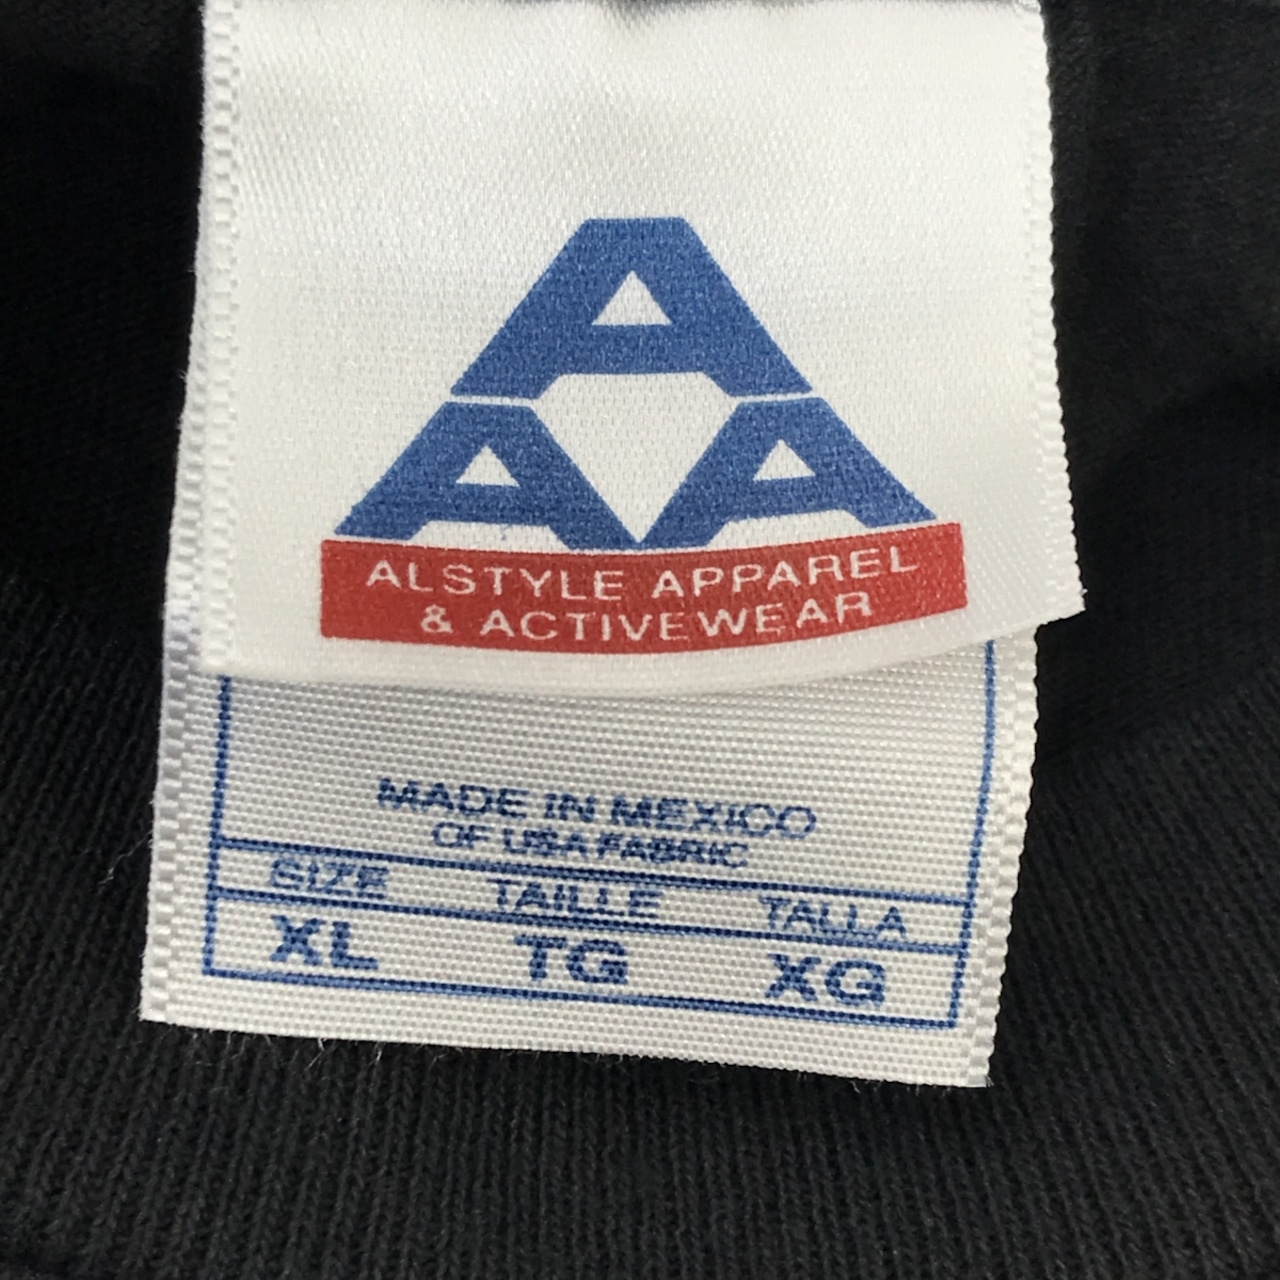 AAA
ALSTYLE APPAREL
& ACTIVEWEAR
MADE IN MEXICO
OF USA FABRIC
SIZE TAILLE TALLA
XL TG XG